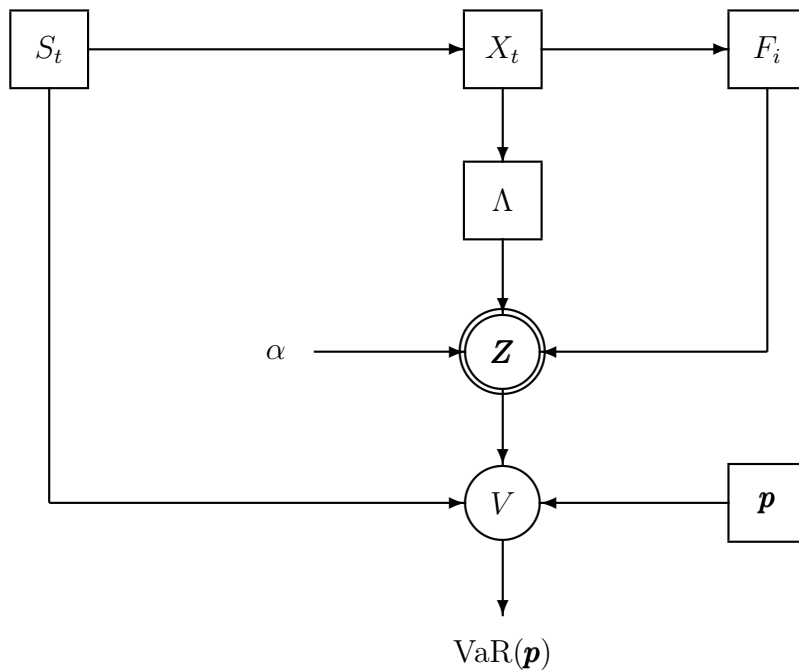 S_t X_t F_i
Λ
α Z
V p
VaR(p)